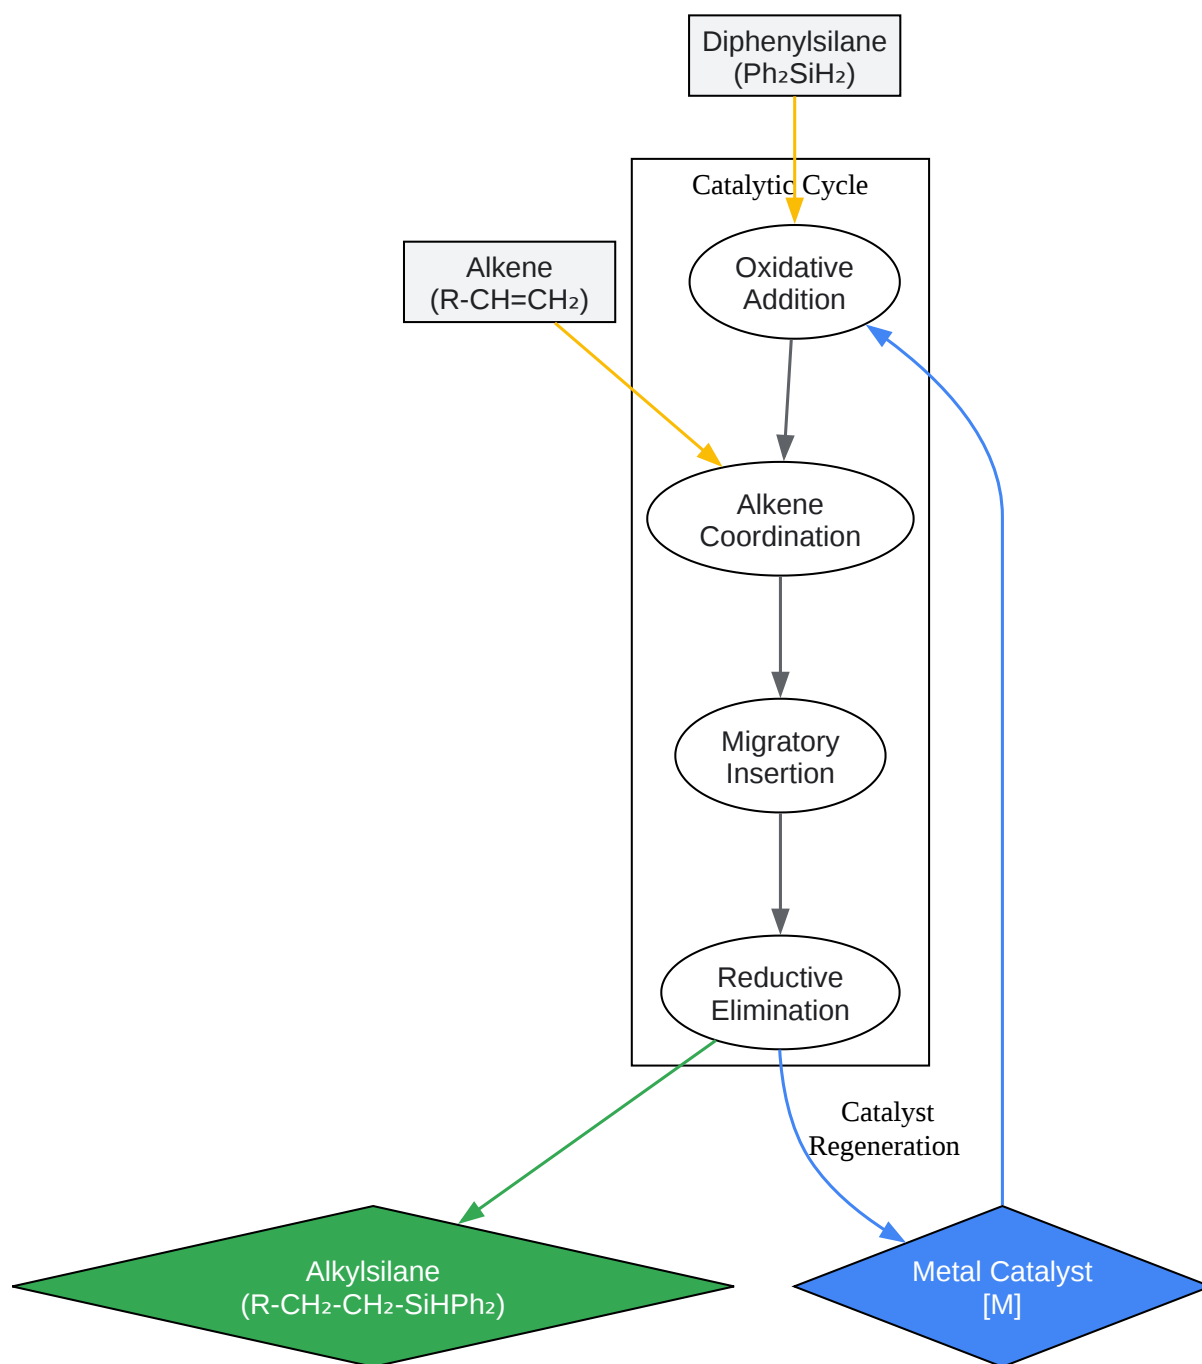 Diphenylsilane
(Ph₂SiH₂)
Catalytic Cycle
Alkene
(R-CH=CH₂)
Oxidative
Addition
Alkene
Coordination
Migratory
Insertion
Reductive
Elimination
Catalyst
Regeneration
Alkylsilane
(R-CH₂-CH₂-SiHPh₂)
Metal Catalyst
[M]